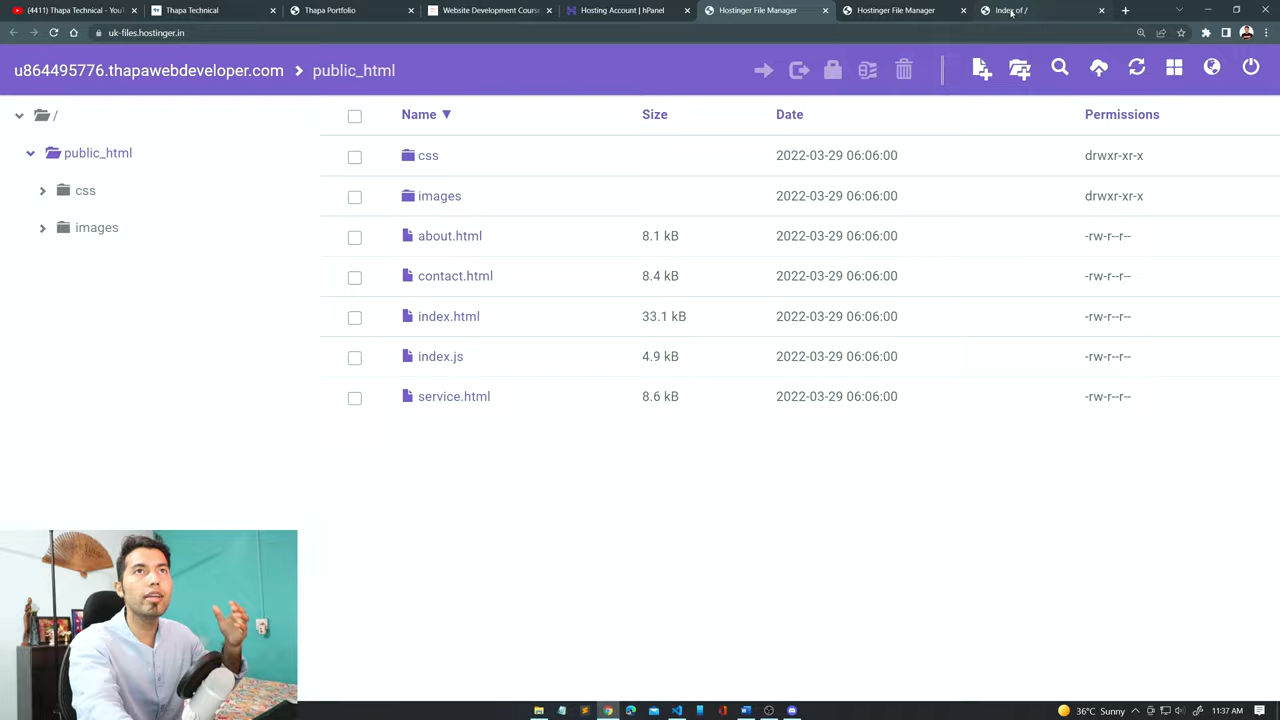 (4411) Thapa Technical - You
Thapa Technical
Thapa Portfolio
Website Development Course
Hosting Account | hPanel
Hostinger File Manager
Hostinger File Manager
Index of /
uk-files.hostinger.in
u864495776.thapawebdeveloper.com
public_html
/
public_html
css
images
Name ▼ Size Date Permissions
css 2022-03-29 06:06:00 drwxr-xr-x
images 2022-03-29 06:06:00 drwxr-xr-x
about.html 8.1 kB 2022-03-29 06:06:00 -rw-r--r--
contact.html 8.4 kB 2022-03-29 06:06:00 -rw-r--r--
index.html 33.1 kB 2022-03-29 06:06:00 -rw-r--r--
index.js 4.9 kB 2022-03-29 06:06:00 -rw-r--r--
service.html 8.6 kB 2022-03-29 06:06:00 -rw-r--r--
36°C Sunny
11:37 AM